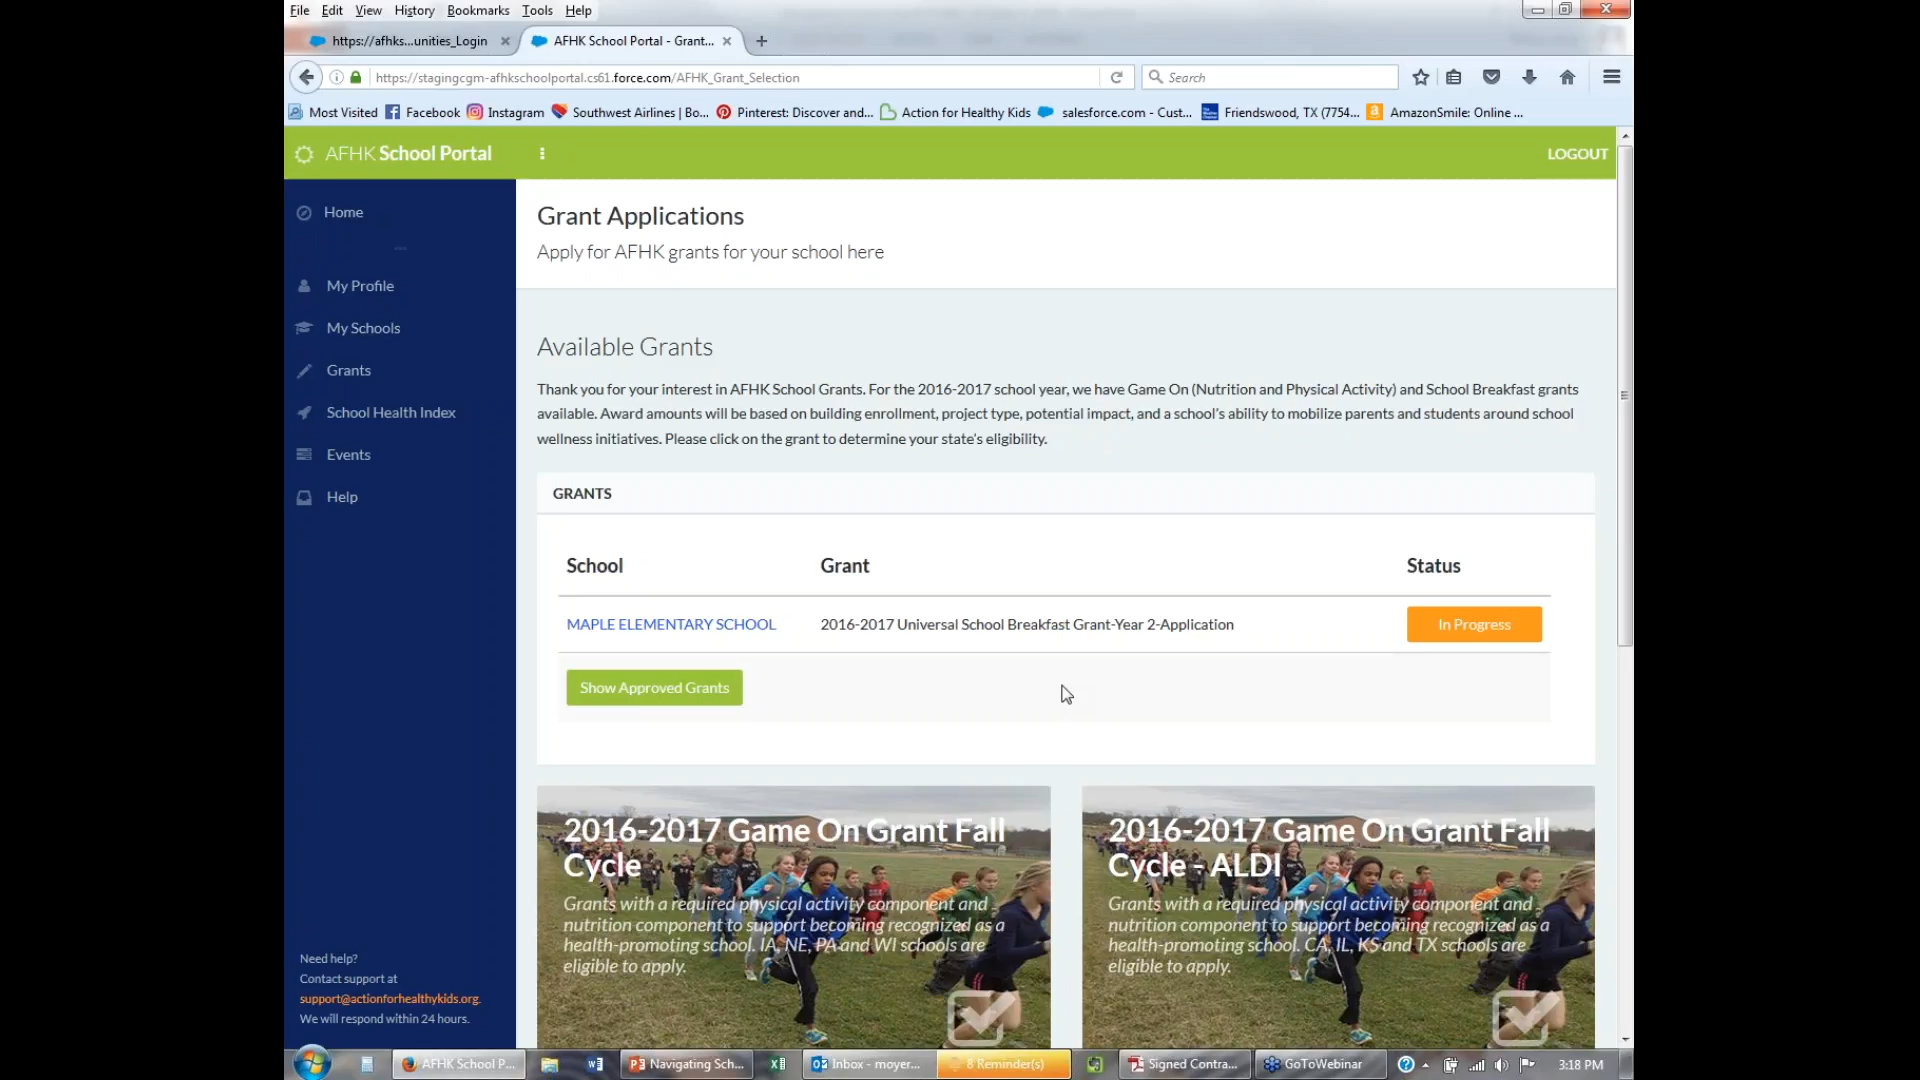 File Edit View History Bookmarks Tools Help
https://afhks...unities_Login
AFHK School Portal - Grant...
https://stagingcgm-afhkschoolportal.cs61.force.com/AFHK_Grant_Selection
Search
Most Visited Facebook Instagram Southwest Airlines | Bo... Pinterest: Discover and... Action for Healthy Kids salesforce.com - Cust... Friendswood, TX (7754... AmazonSmile: Online ...
AFHK School Portal
LOGOUT
Home
My Profile
My Schools
Grants
School Health Index
Events
Help
Need help?
Contact support at
support@actionforhealthykids.org.
We will respond within 24 hours.
Grant Applications
Apply for AFHK grants for your school here
Available Grants
Thank you for your interest in AFHK School Grants. For the 2016-2017 school year, we have Game On (Nutrition and Physical Activity) and School Breakfast grants
available. Award amounts will be based on building enrollment, project type, potential impact, and a school's ability to mobilize parents and students around school
wellness initiatives. Please click on the grant to determine your state's eligibility.
GRANTS
School Grant Status
MAPLE ELEMENTARY SCHOOL 2016-2017 Universal School Breakfast Grant-Year 2-Application In Progress
Show Approved Grants
2016-2017 Game On Grant Fall
Cycle
Grants with a required physical activity component and
nutrition component to support becoming recognized as a
health-promoting school. IA, NE, PA and WI schools are
eligible to apply.
2016-2017 Game On Grant Fall
Cycle - ALDI
Grants with a required physical activity component and
nutrition component to support becoming recognized as a
health-promoting school. CA, IL, KS and TX schools are
eligible to apply.
AFHK School P... Navigating Sch... Inbox - moyer... 8 Reminder(s) Signed Contra... GoToWebinar 3:18 PM